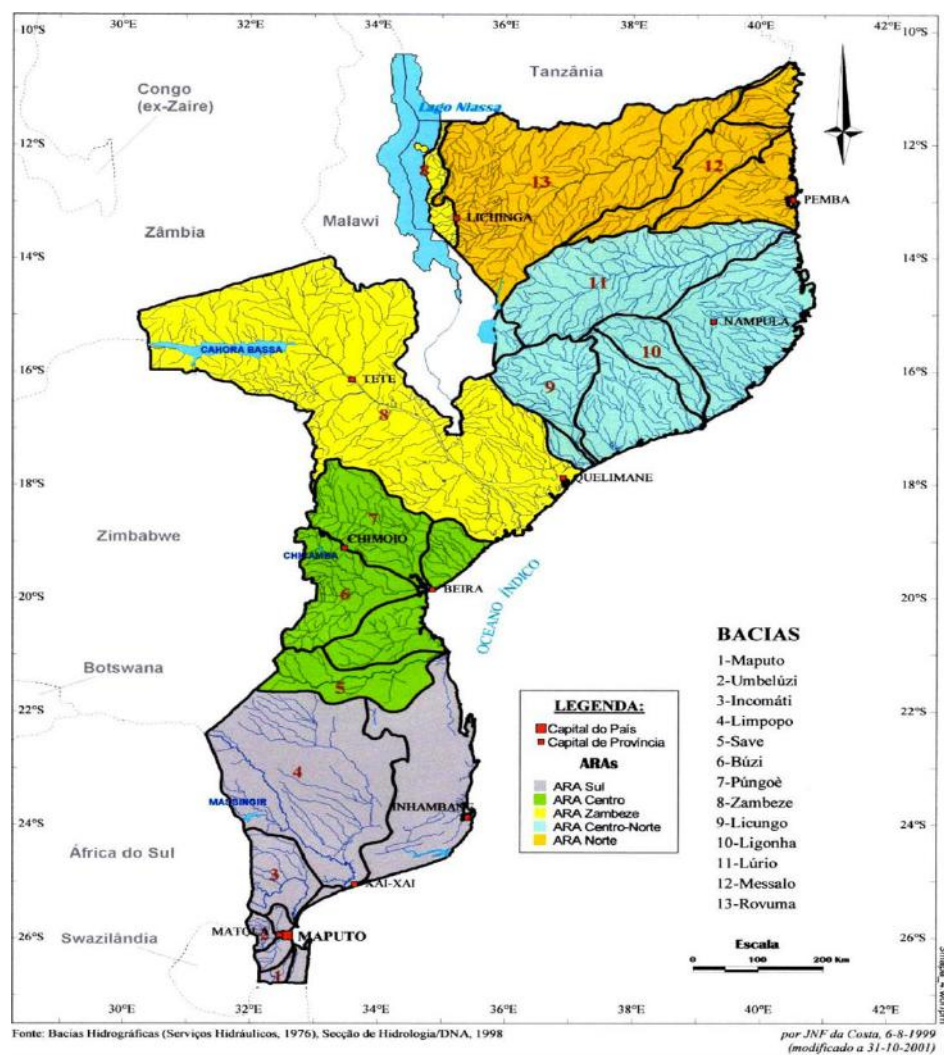 30°E 34°E 36°E 38°E 40°E 42°E
10°S 10°S
Tanzânia
Congo
(ex-Zaire)
Lago Niassa
12°S 12°S
8
13
12
LICHINGA
PEMBA
Malawi
Zâmbia
14°S 14°S
11
NAMPULA
CAHORA BASSA
10
16°S 16°S
TETE
9
8
QUELIMANE
18°S 18°S
7
Zimbabwe
CHIMOIO
BEIRA
6
20°S 20°S
OCEANO ÍNDICO
Botswana
5
22°S 22°S
4
MASSINGIR
INHAMBANE
24°S 24°S
África do Sul
3
XAI-XAI
MATOLA
2
MAPUTO
26°S 26°S
Swazilândia
1
BACIAS
1-Maputo
2-Umbelúzi
3-Incomáti
4-Limpopo
5-Save
6-Búzi
7-Púngoè
8-Zambeze
9-Licungo
10-Ligonha
11-Lúrio
12-Messalo
13-Rovuma
LEGENDA:
Capital do País
Capital de Província
ARAs
ARA Sul
ARA Centro
ARA Zambeze
ARA Centro-Norte
ARA Norte
Escala
0 100 200 Km
30°E 32°E 34°E 36°E 38°E 40°E 42°E
Fonte: Bacias Hidrográficas (Serviços Hidráulicos, 1976), Secção de Hidrologia/DNA, 1998
por JNF da Costa, 6-8-1999
(modificado a 31-10-2001)